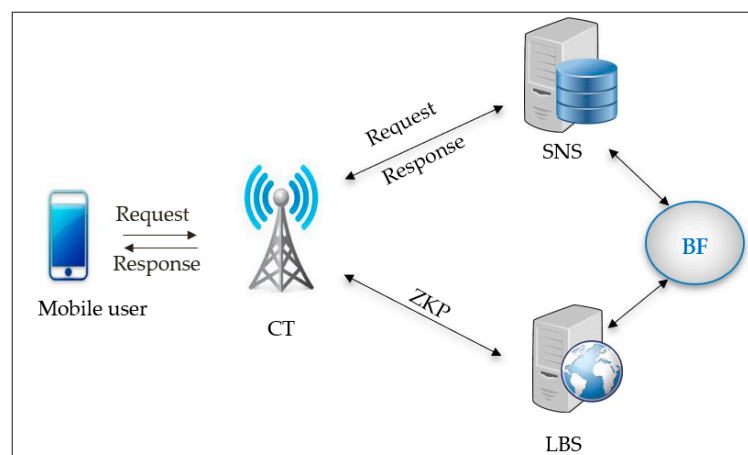 Request
Response
Mobile user
CT
Request
Response
SNS
BF
ZKP
LBS